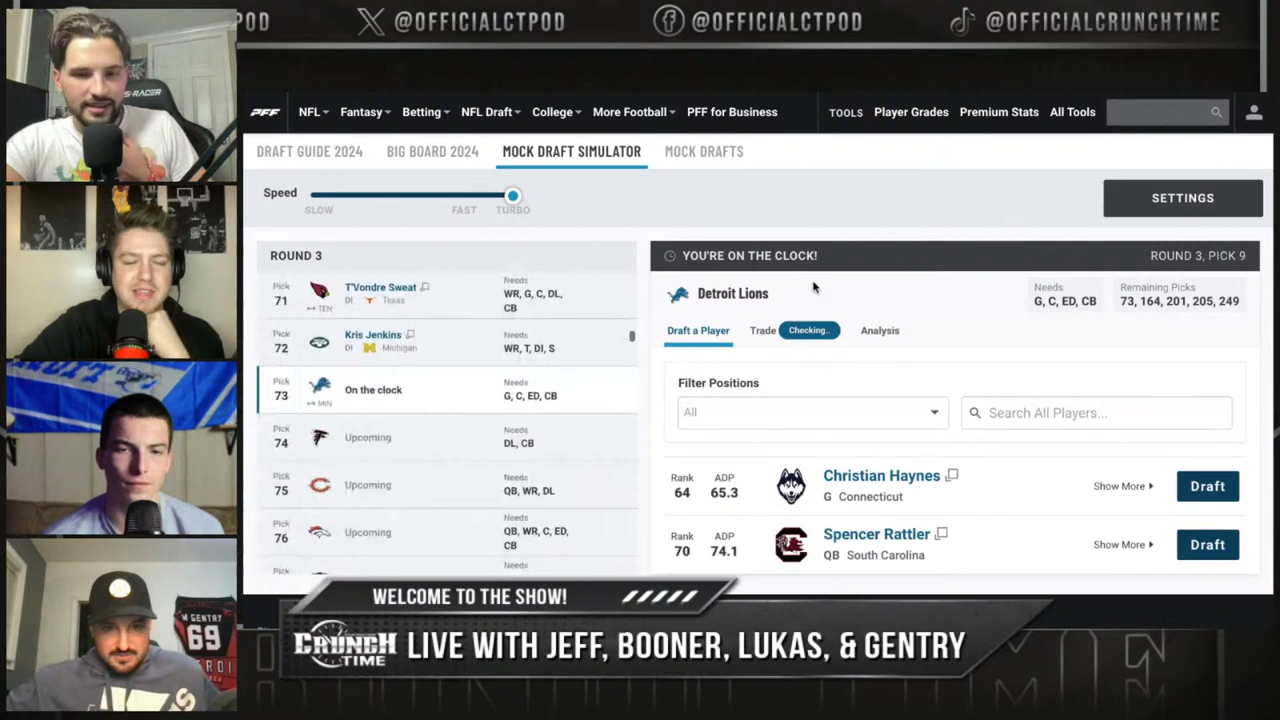 POD
@OFFICIALCTPOD
@OFFICIALCTPOD
@OFFICIALCRUNCHTIME
PFF NFL Fantasy Betting NFL Draft College More Football PFF for Business TOOLS Player Grades Premium Stats All Tools
DRAFT GUIDE 2024 BIG BOARD 2024 MOCK DRAFT SIMULATOR MOCK DRAFTS
Speed
SLOW FAST TURBO
SETTINGS
ROUND 3
Pick 71
TEN
T'Vondre Sweat
DI Texas
Needs
WR, G, C, DL,
CB
Pick 72
Kris Jenkins
DI Michigan
Needs
WR, T, DI, S
Pick 73
MIN
On the clock
Needs
G, C, ED, CB
Pick 74
Upcoming
Needs
DL, CB
Pick 75
Upcoming
Needs
QB, WR, DL
Pick 76
Upcoming
Needs
QB, WR, C, ED,
CB
Pick
Needs
YOU'RE ON THE CLOCK!
ROUND 3, PICK 9
Detroit Lions
Needs
G, C, ED, CB
Remaining Picks
73, 164, 201, 205, 249
Draft a Player Trade Checking.. Analysis
Filter Positions
All
Search All Players...
Rank 64
ADP 65.3
Christian Haynes
G Connecticut
Show More
Draft
Rank 70
ADP 74.1
Spencer Rattler
QB South Carolina
Show More
Draft
S-RACER
M GENTRY
69
WELCOME TO THE SHOW!
CRUNCH
TIME
LIVE WITH JEFF, BOONER, LUKAS, & GENTRY